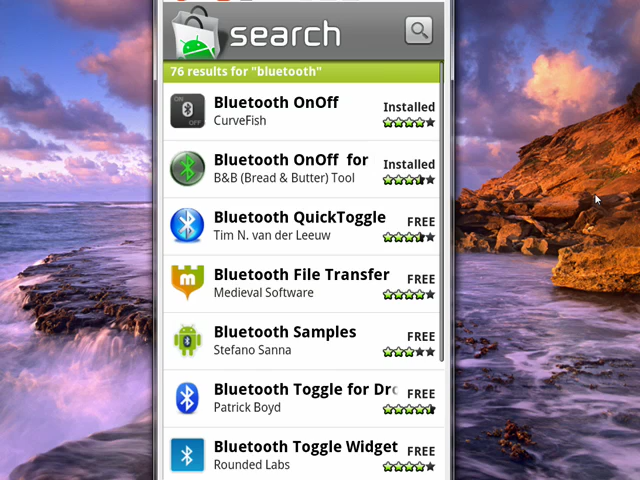 search
76 results for "bluetooth"
ON
OFF
Bluetooth OnOff
Installed
CurveFish
Bluetooth OnOff for
Installed
B&B (Bread & Butter) Tool
Bluetooth QuickToggle
FREE
Tim N. van der Leeuw
m
Bluetooth File Transfer
FREE
Medieval Software
Bluetooth Samples
FREE
Stefano Sanna
Bluetooth Toggle for Dro
FREE
Patrick Boyd
Bluetooth Toggle Widget
FREE
Rounded Labs